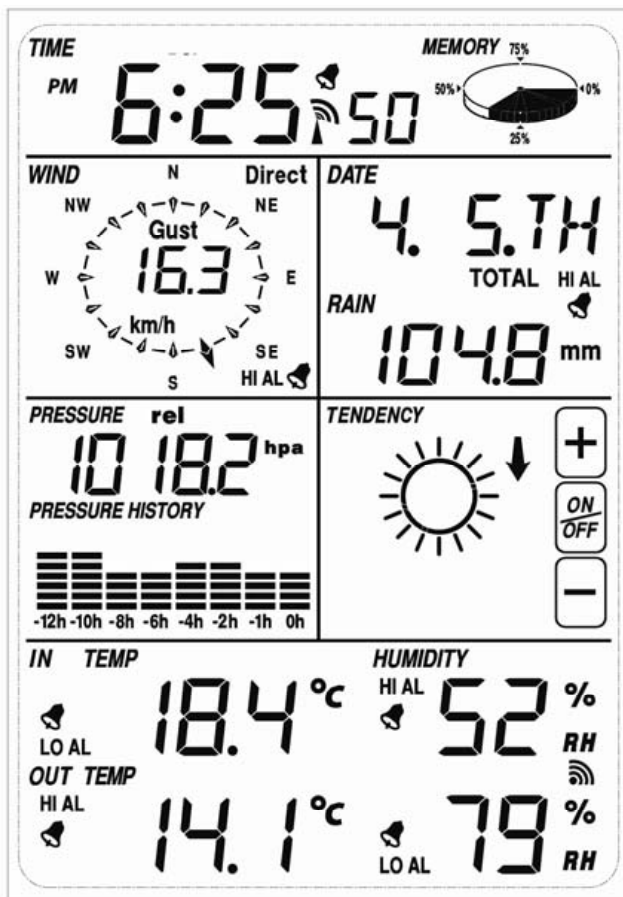 TIME
MEMORY
75%
PM 6:25 50
50% 0%
25%
WIND N Direct
NW NE
Gust
W 16.3 E
km/h
SW SE
S HI AL
DATE
4. 5.TH
TOTAL HI AL
RAIN
104.8 mm
PRESSURE rel
1018.2 hpa
PRESSURE HISTORY
-12h -10h -8h -6h -4h -2h -1h 0h
TENDENCY
+
ON/OFF
−
IN TEMP
18.4 °C
LO AL
HUMIDITY
HI AL
52 %
RH
OUT TEMP
HI AL
14.1 °C
79 %
LO AL RH